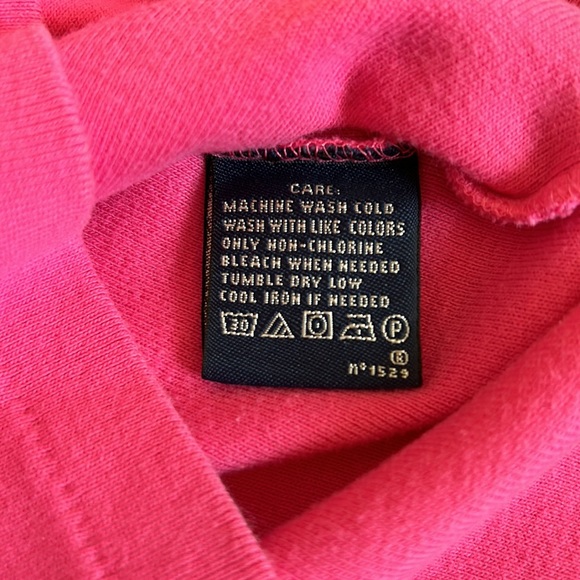 CARE:
MACHINE WASH COLD
WASH WITH LIKE COLORS
ONLY NON-CHLORINE
BLEACH WHEN NEEDED
TUMBLE DRY LOW
COOL IRON IF NEEDED
30 P
®
Nº1529